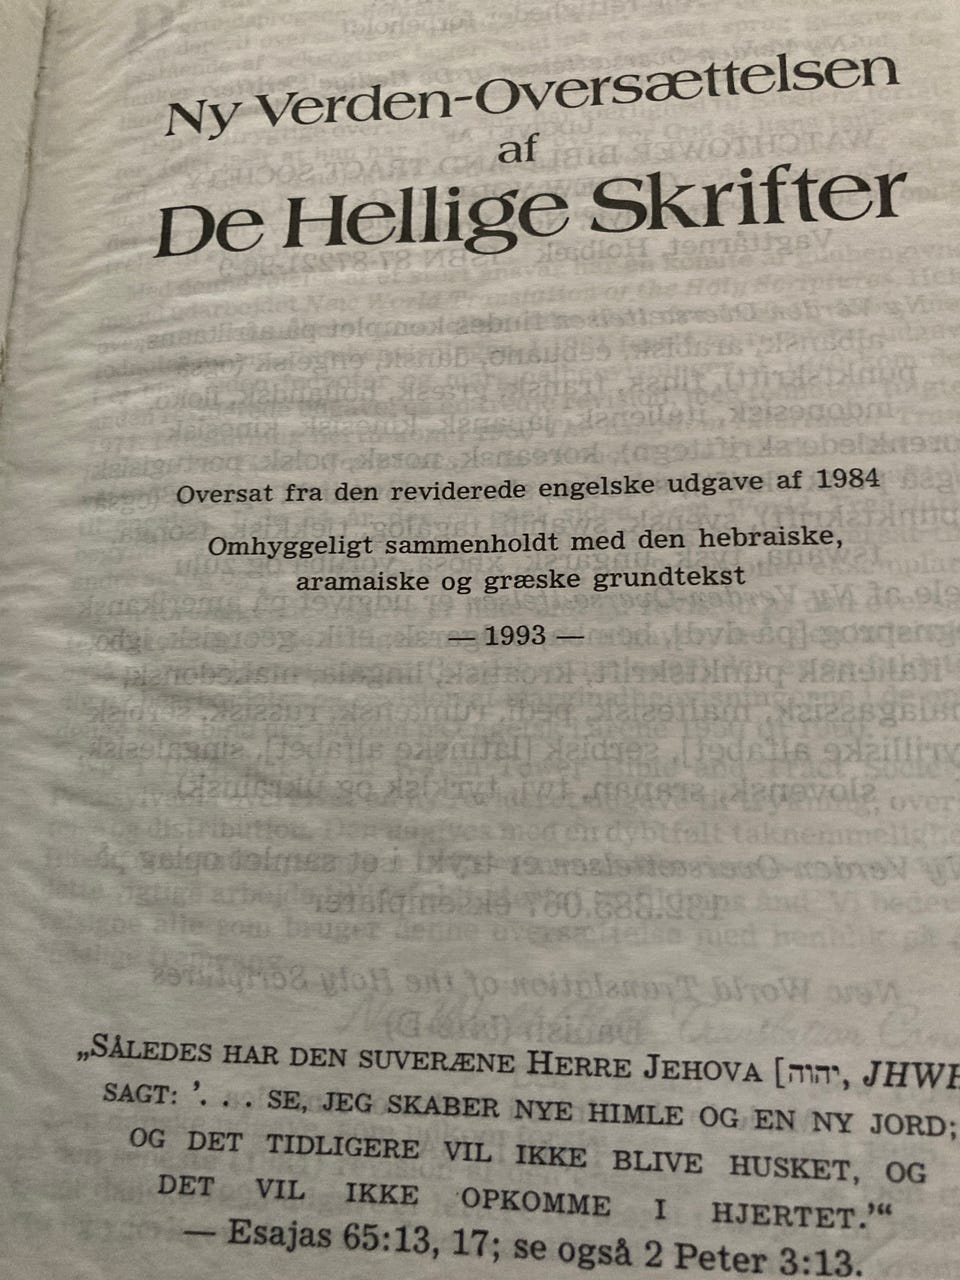 Ny Verden-Oversættelsen
af
De Hellige Skrifter
Oversat fra den reviderede engelske udgave af 1984
Omhyggeligt sammenholdt med den hebraiske,
aramaiske og græske grundtekst
— 1993 —
„SÅLEDES HAR DEN SUVERÆNE HERRE JEHOVA [יהוה, JHWH
SAGT: ’. . . SE, JEG SKABER NYE HIMLE OG EN NY JORD;
OG DET TIDLIGERE VIL IKKE BLIVE HUSKET, OG
DET VIL IKKE OPKOMME I HJERTET.’“
— Esajas 65:13, 17; se også 2 Peter 3:13.